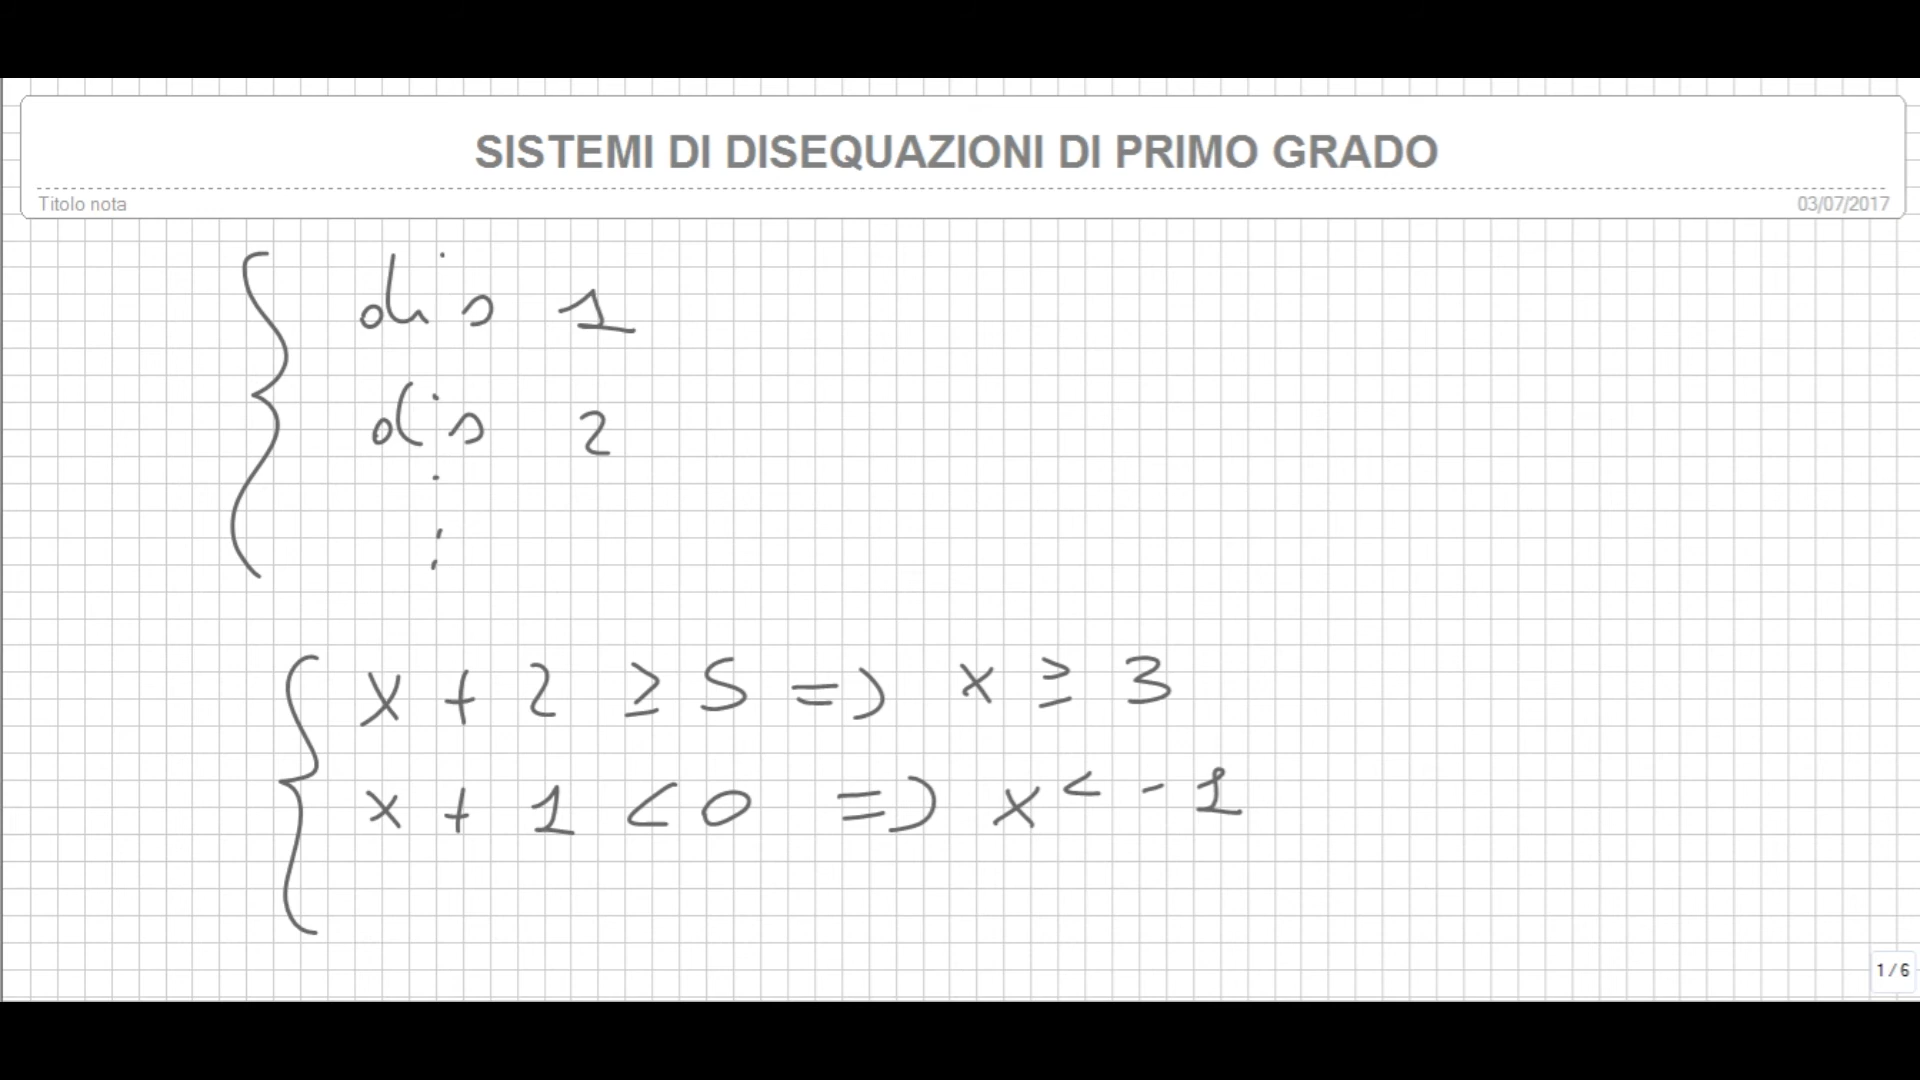 SISTEMI DI DISEQUAZIONI DI PRIMO GRADO
Titolo nota
03/07/2017
dis 1
dis 2
⋮
x + 2 ≥ 5 => x ≥ 3
x + 1 < 0 => x < - 1
1 / 6